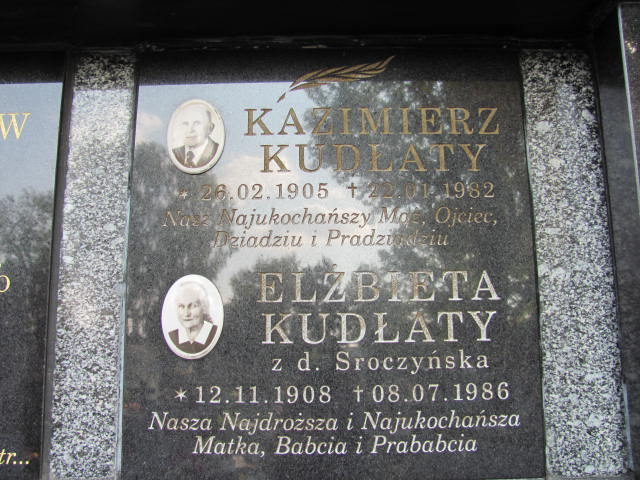 W
KAZIMIERZ
KUDŁATY
* 26.02.1905 † 22.01.1982
Nasz Najukochańszy Mąż, Ojciec,
Dziadziu i Pradziadziu
ELŻBIETA
KUDŁATY
z d. Sroczyńska
* 12.11.1908 † 08.07.1986
Nasza Najdroższa i Najukochańsza
Matka, Babcia i Prababcia
tr...